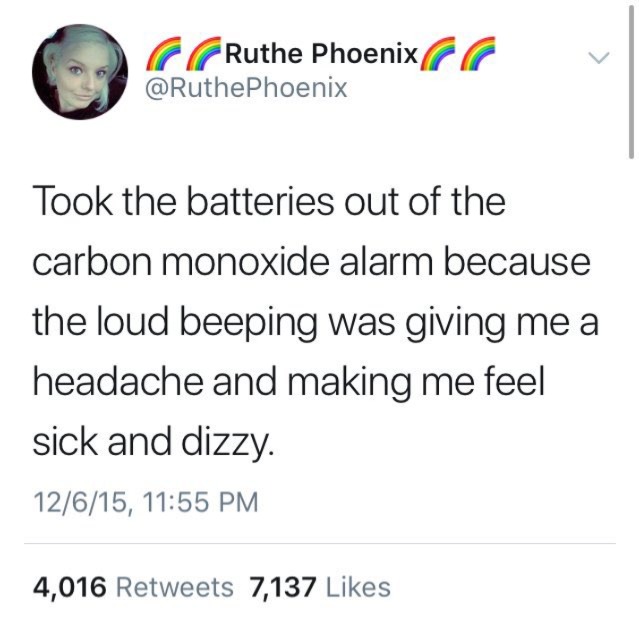 🌈🌈Ruthe Phoenix🌈🌈
@RuthePhoenix
Took the batteries out of the
carbon monoxide alarm because
the loud beeping was giving me a
headache and making me feel
sick and dizzy.
12/6/15, 11:55 PM
4,016 Retweets 7,137 Likes